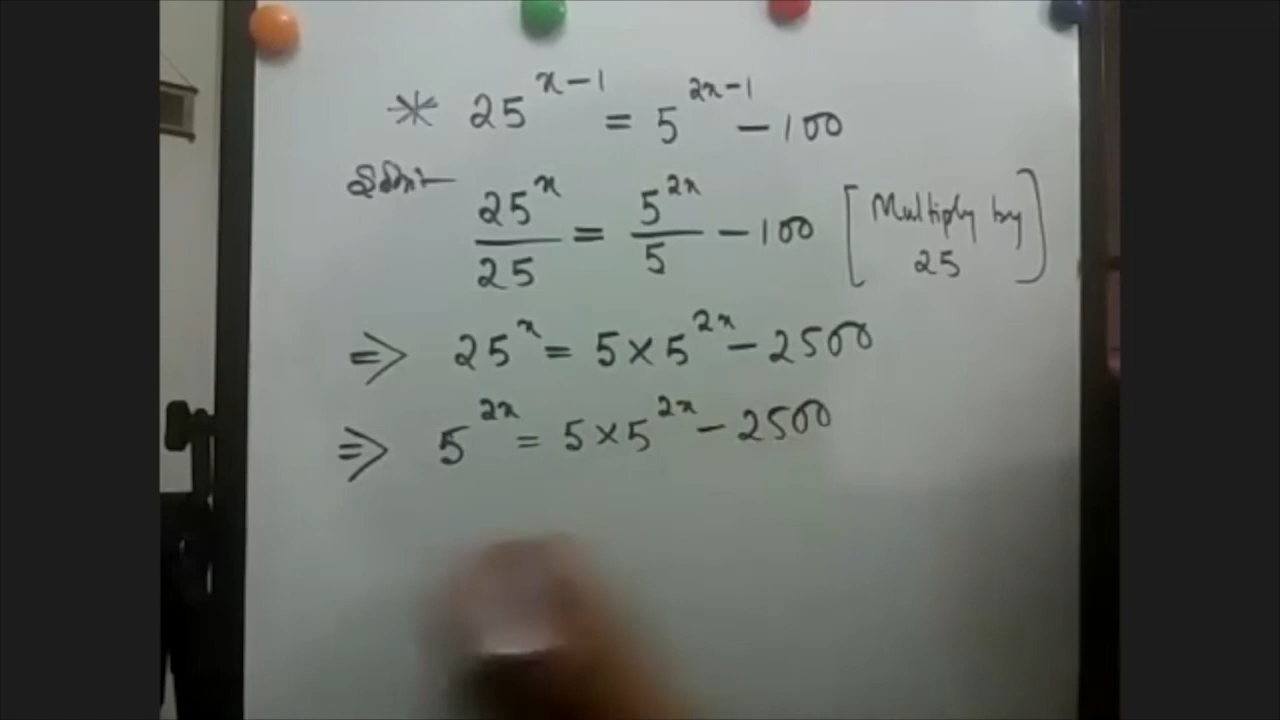 * 25^(x-1) = 5^(2x-1) - 100
25^x/25 = 5^(2x)/5 - 100 [Multiply by 25]
=> 25^x = 5 × 5^(2x) - 2500
=> 5^(2x) = 5 × 5^(2x) - 2500